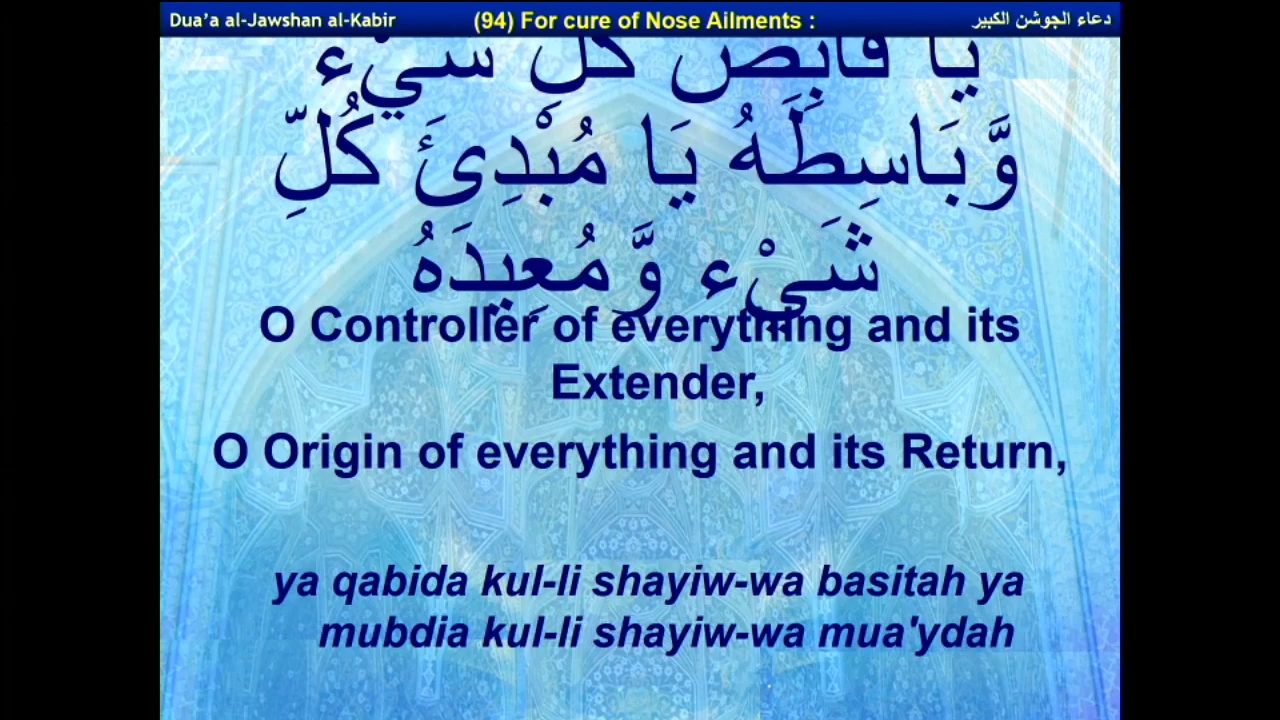 Dua’a al-Jawshan al-Kabir (94) For cure of Nose Ailments : دعاء الجوشن الكبير
يَا قَابِضَ كُلِّ شَيْءٍ
وَّبَاسِطَهُ يَا مُبْدِئَ كُلِّ
شَيْءٍ وَّمُعِيدَهُ
O Controller of everything and its
Extender,
O Origin of everything and its Return,
ya qabida kul-li shayiw-wa basitah ya
mubdia kul-li shayiw-wa mua'ydah